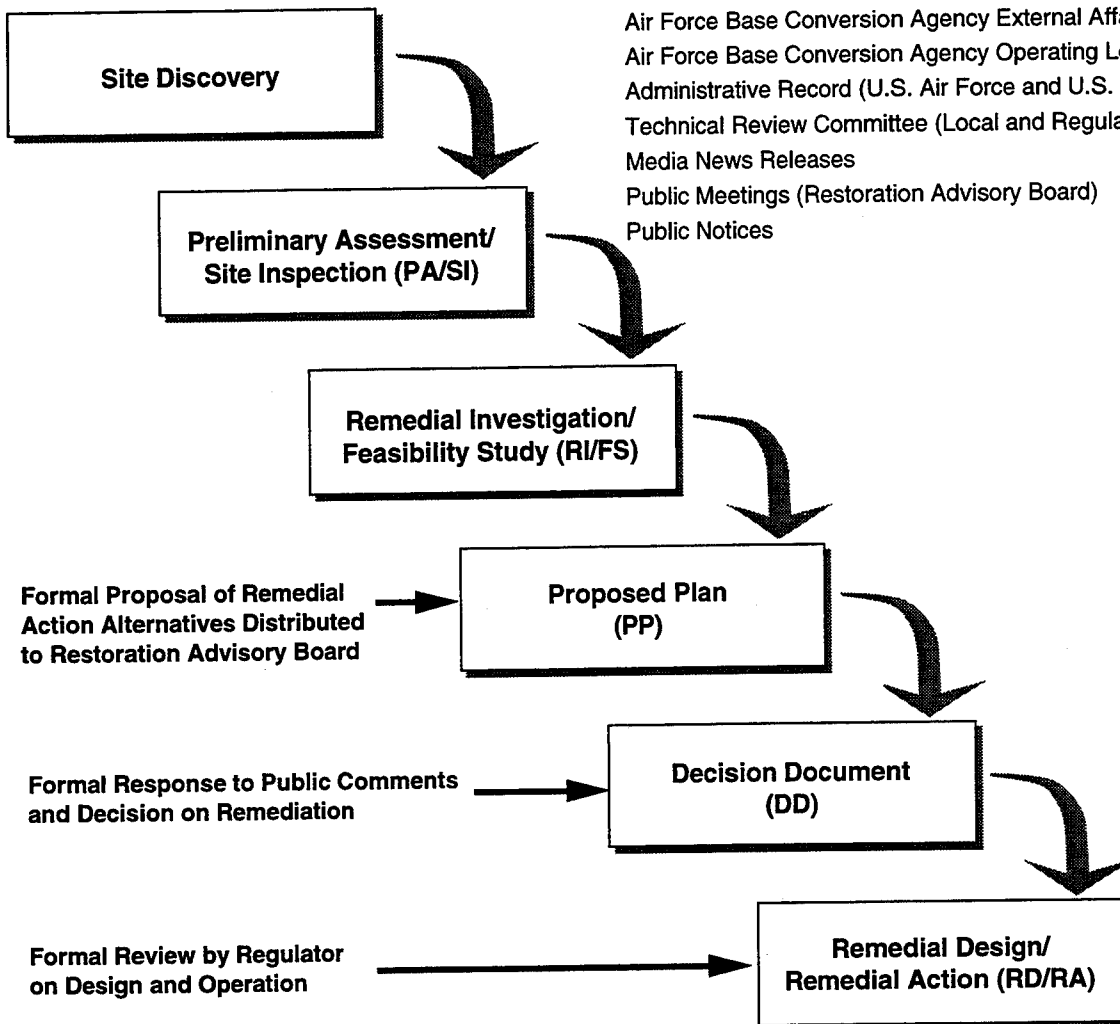 Site Discovery
Air Force Base Conversion Agency External
Air Force Base Conversion Agency Operating
Administrative Record (U.S. Air Force and U.S.
Technical Review Committee (Local and
Media News Releases
Public Meetings (Restoration Advisory Board)
Public Notices
Preliminary Assessment/
Site Inspection (PA/SI)
Remedial Investigation/
Feasibility Study (RI/FS)
Formal Proposal of Remedial
Action Alternatives Distributed
to Restoration Advisory Board
Proposed Plan
(PP)
Formal Response to Public Comments
and Decision on Remediation
Decision Document
(DD)
Formal Review by Regulator
on Design and Operation
Remedial Design/
Remedial Action (RD/RA)